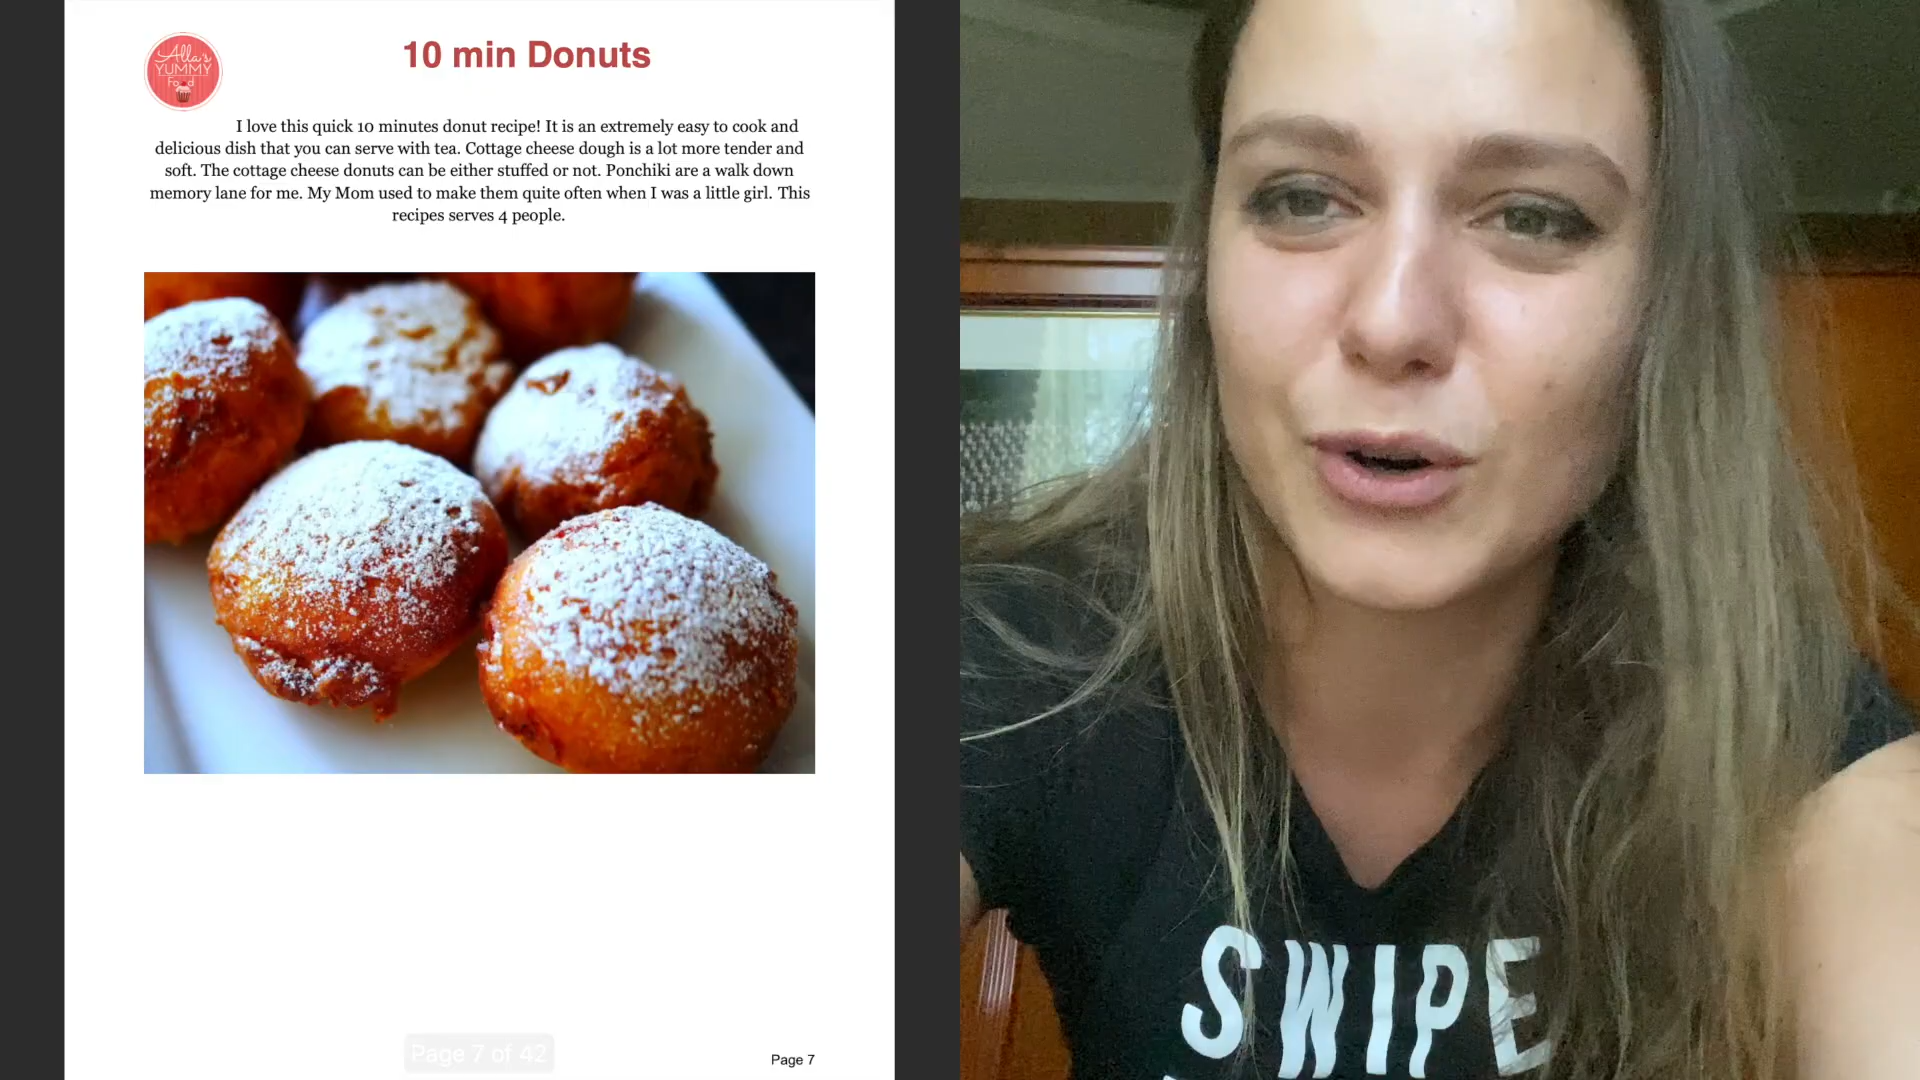 Alla's
YUMMY
Food
10 min Donuts
I love this quick 10 minutes donut recipe! It is an extremely easy to cook and
delicious dish that you can serve with tea. Cottage cheese dough is a lot more tender and
soft. The cottage cheese donuts can be either stuffed or not. Ponchiki are a walk down
memory lane for me. My Mom used to make them quite often when I was a little girl. This
recipes serves 4 people.
Page 7 of 42
Page 7
SWIPE